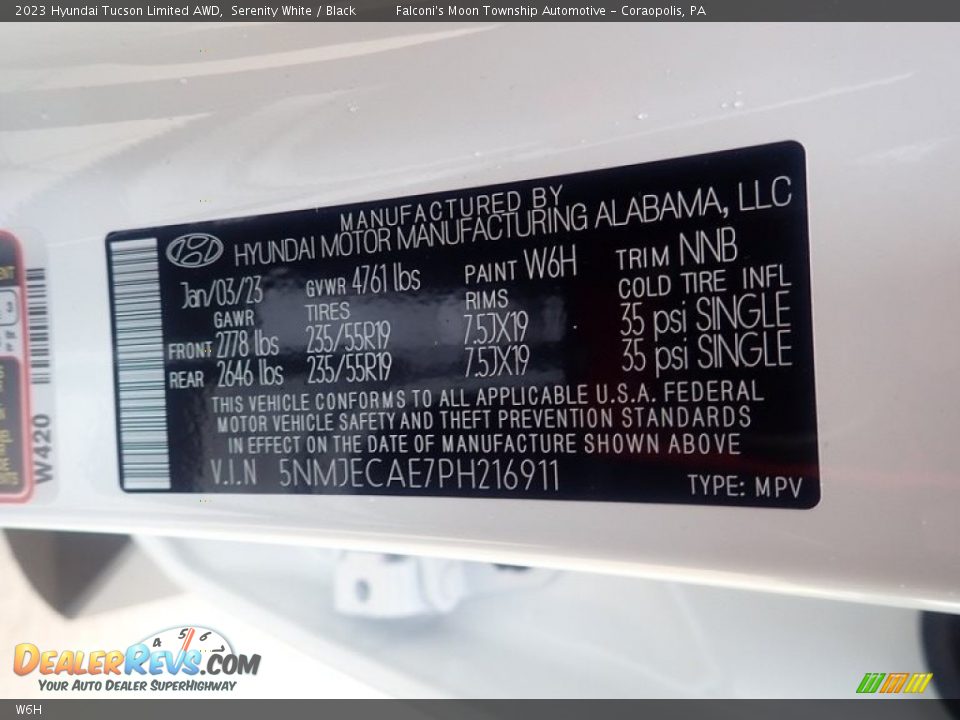 2023 Hyundai Tucson Limited AWD, Serenity White / Black Falconi's Moon Township Automotive - Coraopolis, PA
MANUFACTURED BY
HYUNDAI MOTOR MANUFACTURING ALABAMA, LLC
Jan/03/23 GVWR 4761 lbs PAINT W6H TRIM NNB
GAWR TIRES RIMS COLD TIRE INFL
FRONT 2778 lbs 235/55R19 7.5JX19 35 psi SINGLE
REAR 2646 lbs 235/55R19 7.5JX19 35 psi SINGLE
THIS VEHICLE CONFORMS TO ALL APPLICABLE U.S.A. FEDERAL
MOTOR VEHICLE SAFETY AND THEFT PREVENTION STANDARDS
IN EFFECT ON THE DATE OF MANUFACTURE SHOWN ABOVE
V.I.N 5NMJECAE7PH216911
TYPE: MPV
W420
4 5 6
DEALERREVS.COM
YOUR AUTO DEALER SUPERHIGHWAY
W6H